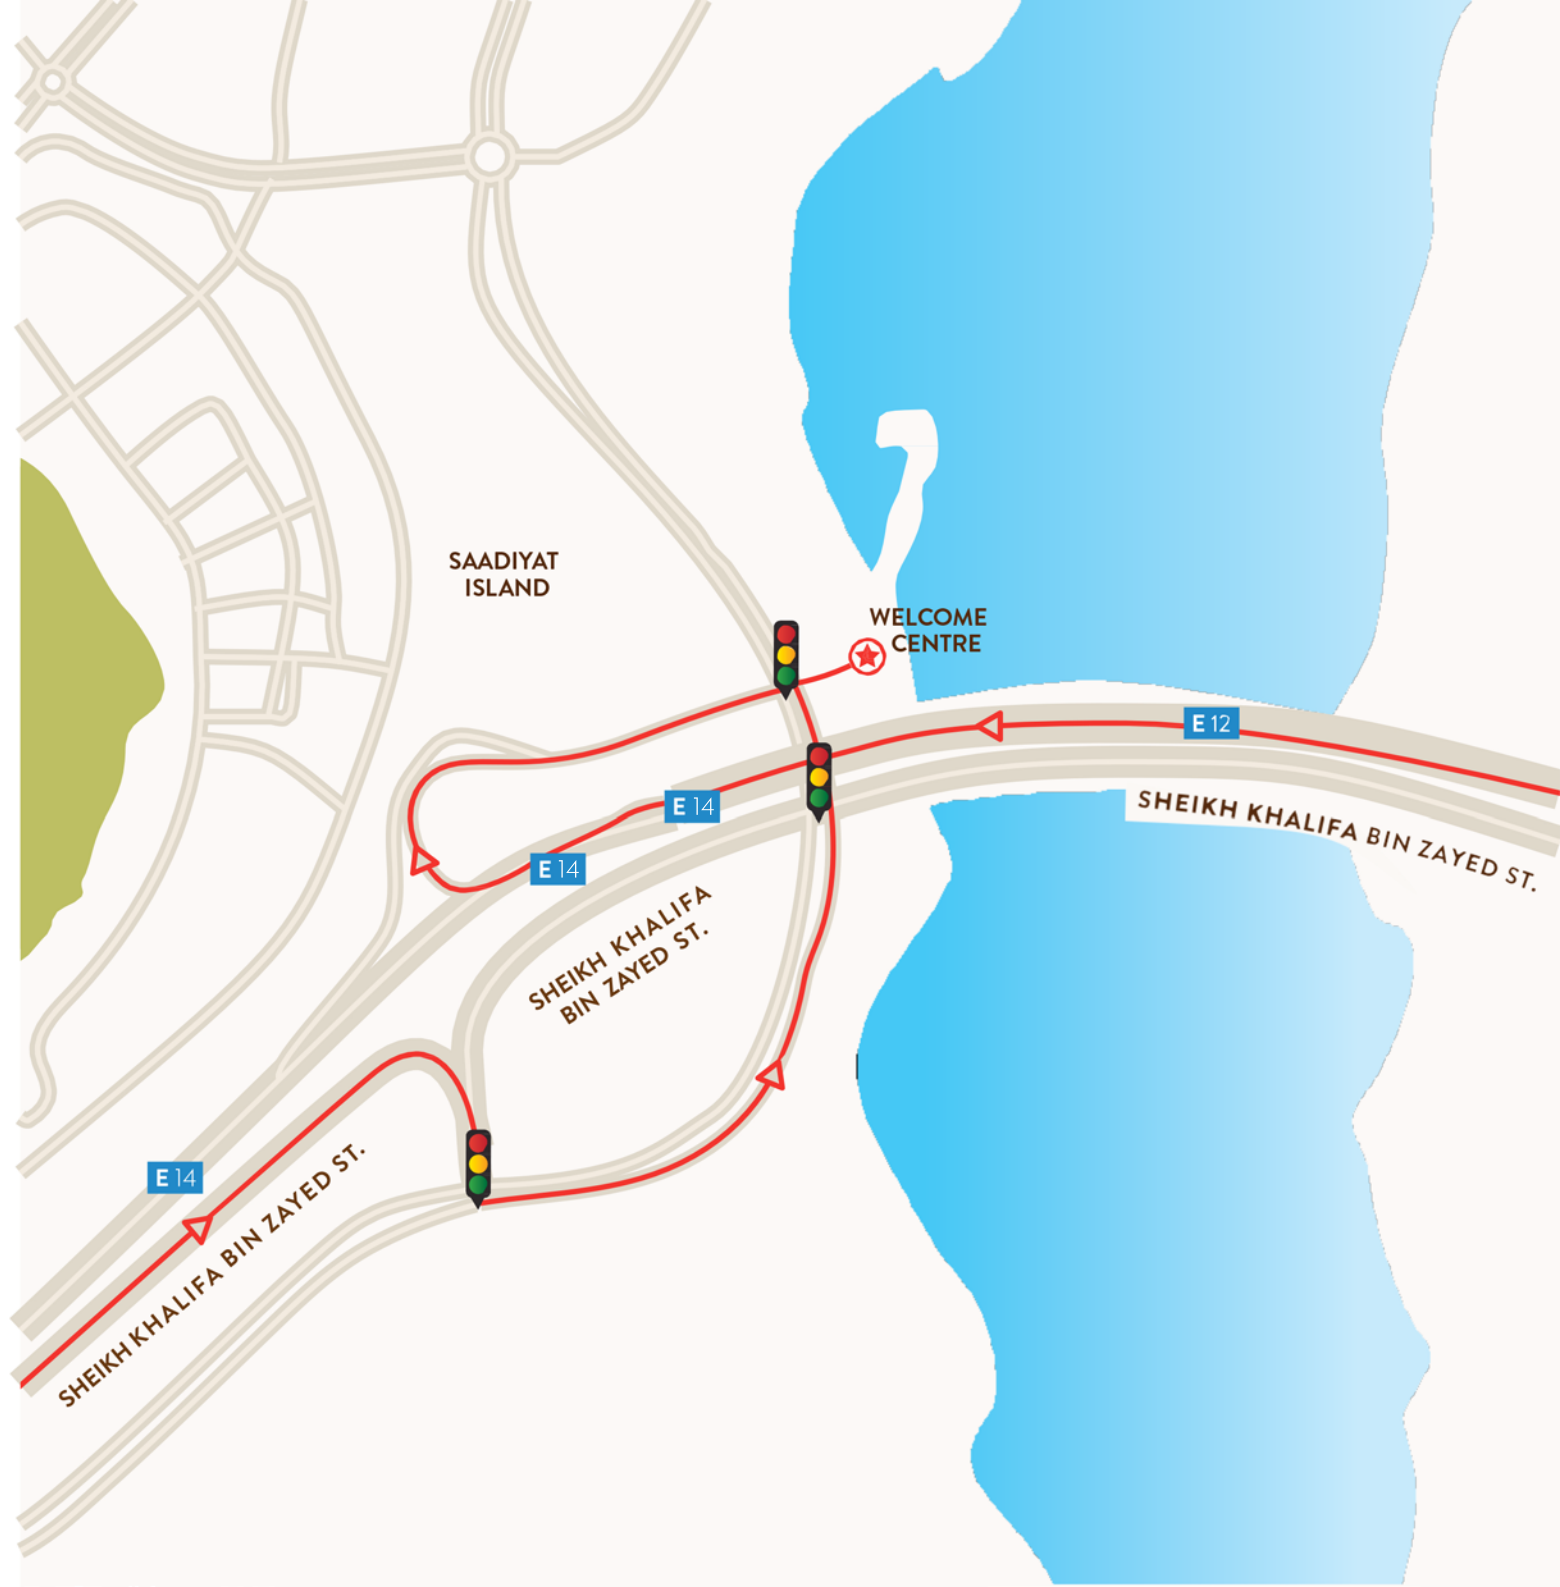 SAADIYAT
ISLAND
WELCOME
CENTRE
E 12
E 14
SHEIKH KHALIFA BIN ZAYED ST.
E 14
SHEIKH KHALIFA
BIN ZAYED ST.
E 14
SHEIKH KHALIFA BIN ZAYED ST.